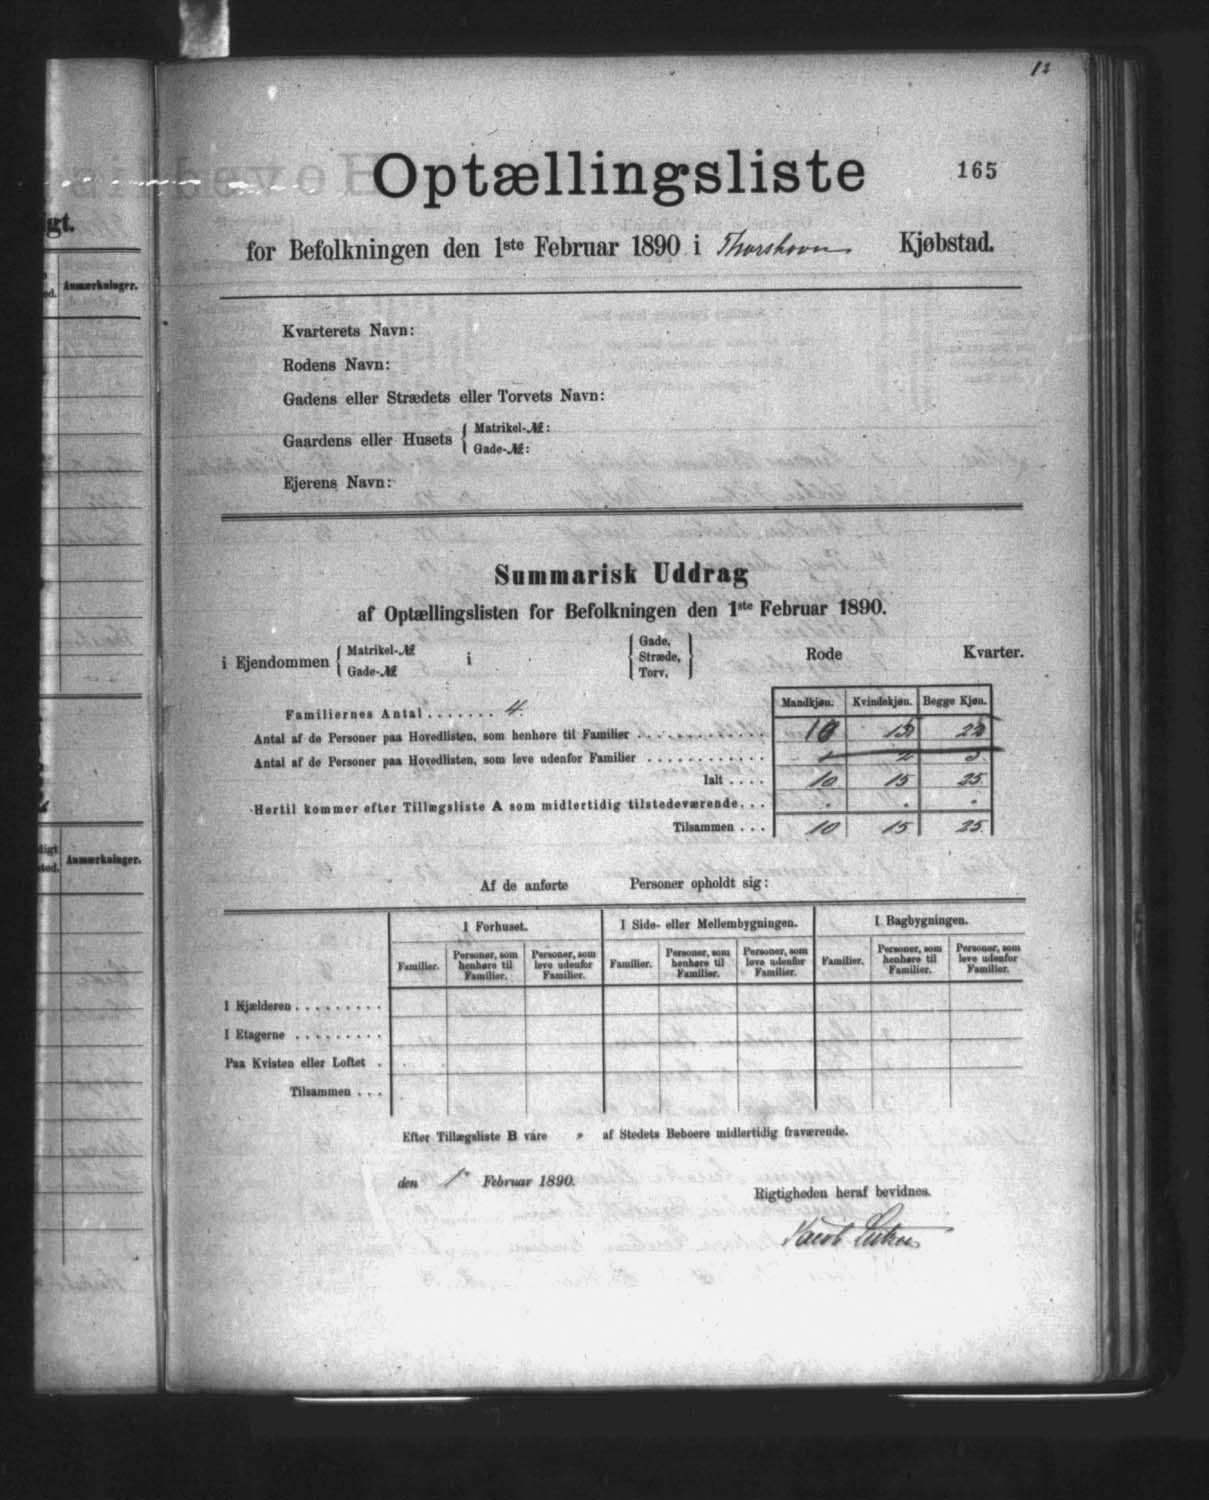 12
Optællingsliste
165
for Befolkningen den 1ste Februar 1890 i Thorshavn Kjøbstad.
Kvarterets Navn:
Rodens Navn:
Gadens eller Strædets eller Torvets Navn:
Gaardens eller Husets { Matrikel-№:
Gade-№:
Ejerens Navn:
Summarisk Uddrag
af Optællingslisten for Befolkningen den 1ste Februar 1890.
i Ejendommen { Matrikel-№ Gade-№ i { Gade, Stræde, Torv, } Rode Kvarter.
Mandkjøn. Kvindekjøn. Begge Kjøn.
Familiernes Antal . . . . . . . 4.
Antal af de Personer paa Hovedlisten, som henhøre til Familier . . . . . . . . . . . .
Antal af de Personer paa Hovedlisten, som leve udenfor Familier . . . . . . . . . . . .
Ialt . . . . 10 15 25.
Hertil kommer efter Tillægsliste A som midlertidig tilstedeværende. . . . . .
Tilsammen . . . 10 15 25.
Af de anførte Personer opholdt sig:
I Forhuset. I Side- eller Mellembygningen. I Bagbygningen.
Familier. Personer, som henhøre til Familier. Personer, som leve udenfor Familier. Familier. Personer, som henhøre til Familier. Personer, som leve udenfor Familier. Familier. Personer, som henhøre til Familier. Personer, som leve udenfor Familier.
I Kjælderen . . . . . . . . .
I Etagerne . . . . . . . . .
Paa Kvisten eller Loftet .
Tilsammen . . .
Efter Tillægsliste B vare " af Stedets Beboere midlertidig fraværende.
den 1. Februar 1890.
Rigtigheden heraf bevidnes.
Jacob
Anmærkninger.
Anmærkninger.